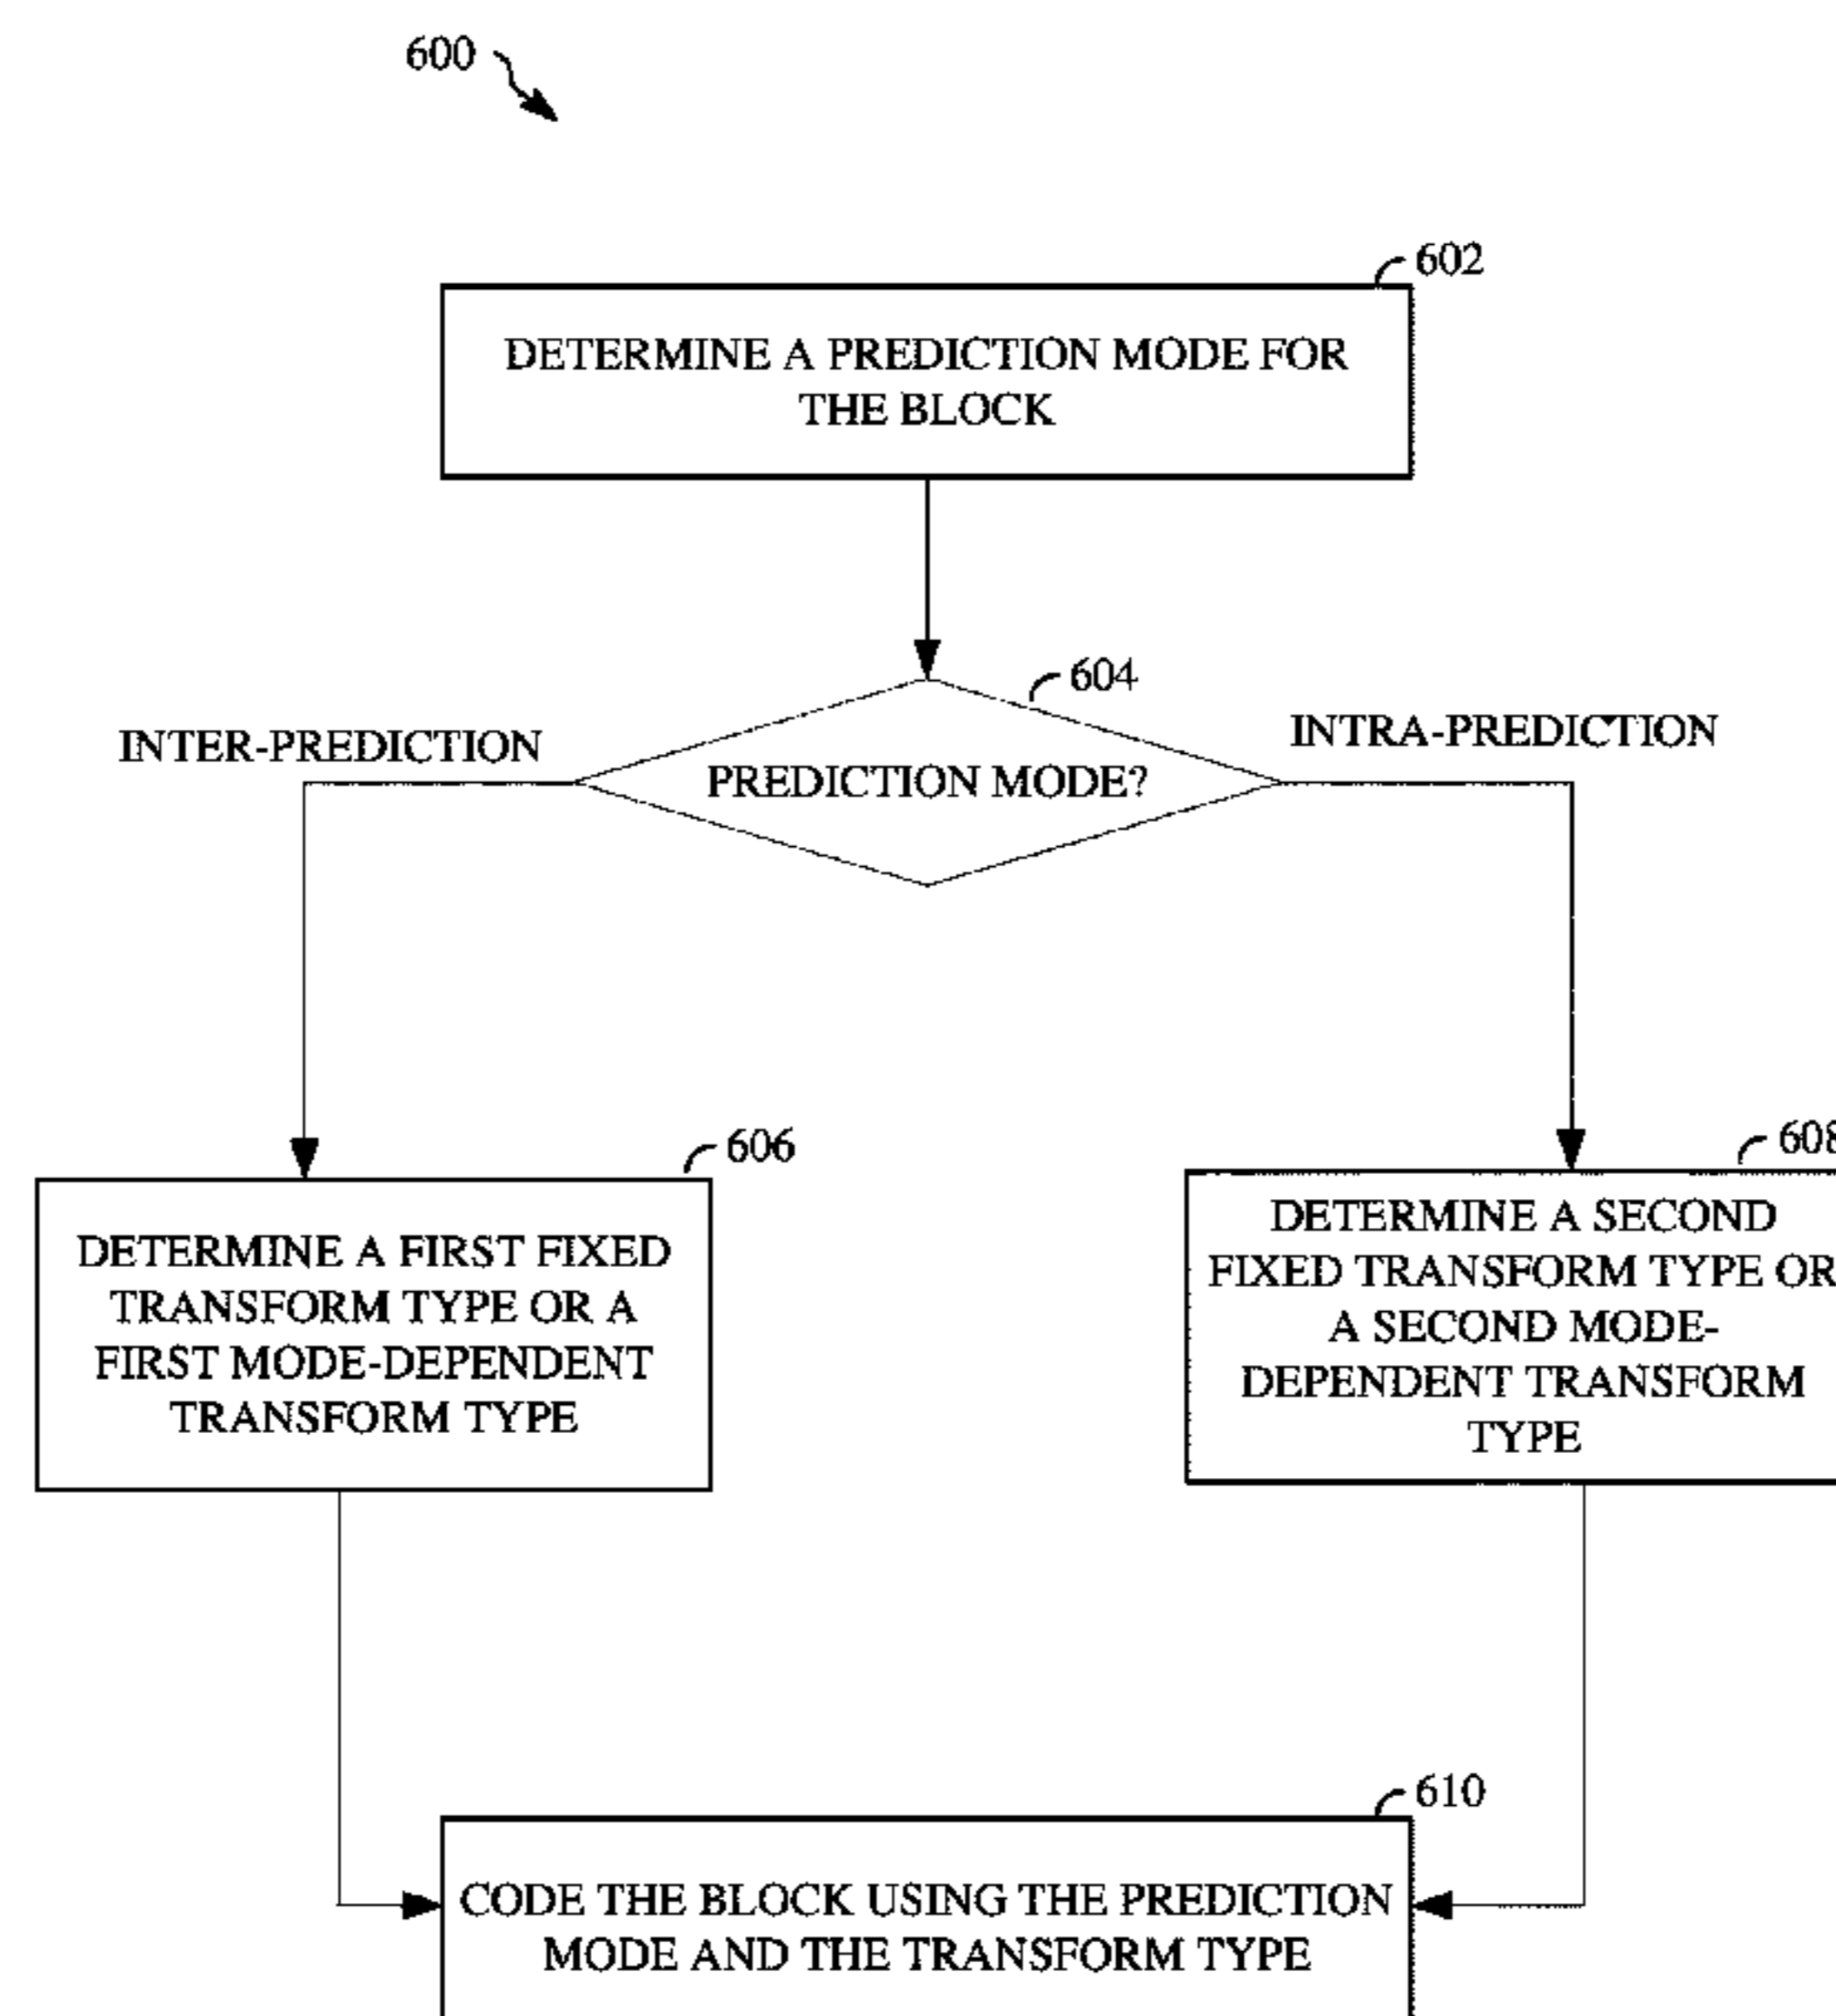 600
602
DETERMINE A PREDICTION MODE FOR
THE BLOCK
604
INTER-PREDICTION
PREDICTION MODE?
INTRA-PREDICTION
606
DETERMINE A FIRST FIXED
TRANSFORM TYPE OR A
FIRST MODE-DEPENDENT
TRANSFORM TYPE
608
DETERMINE A SECOND
FIXED TRANSFORM TYPE OR
A SECOND MODE-
DEPENDENT TRANSFORM
TYPE
610
CODE THE BLOCK USING THE PREDICTION
MODE AND THE TRANSFORM TYPE